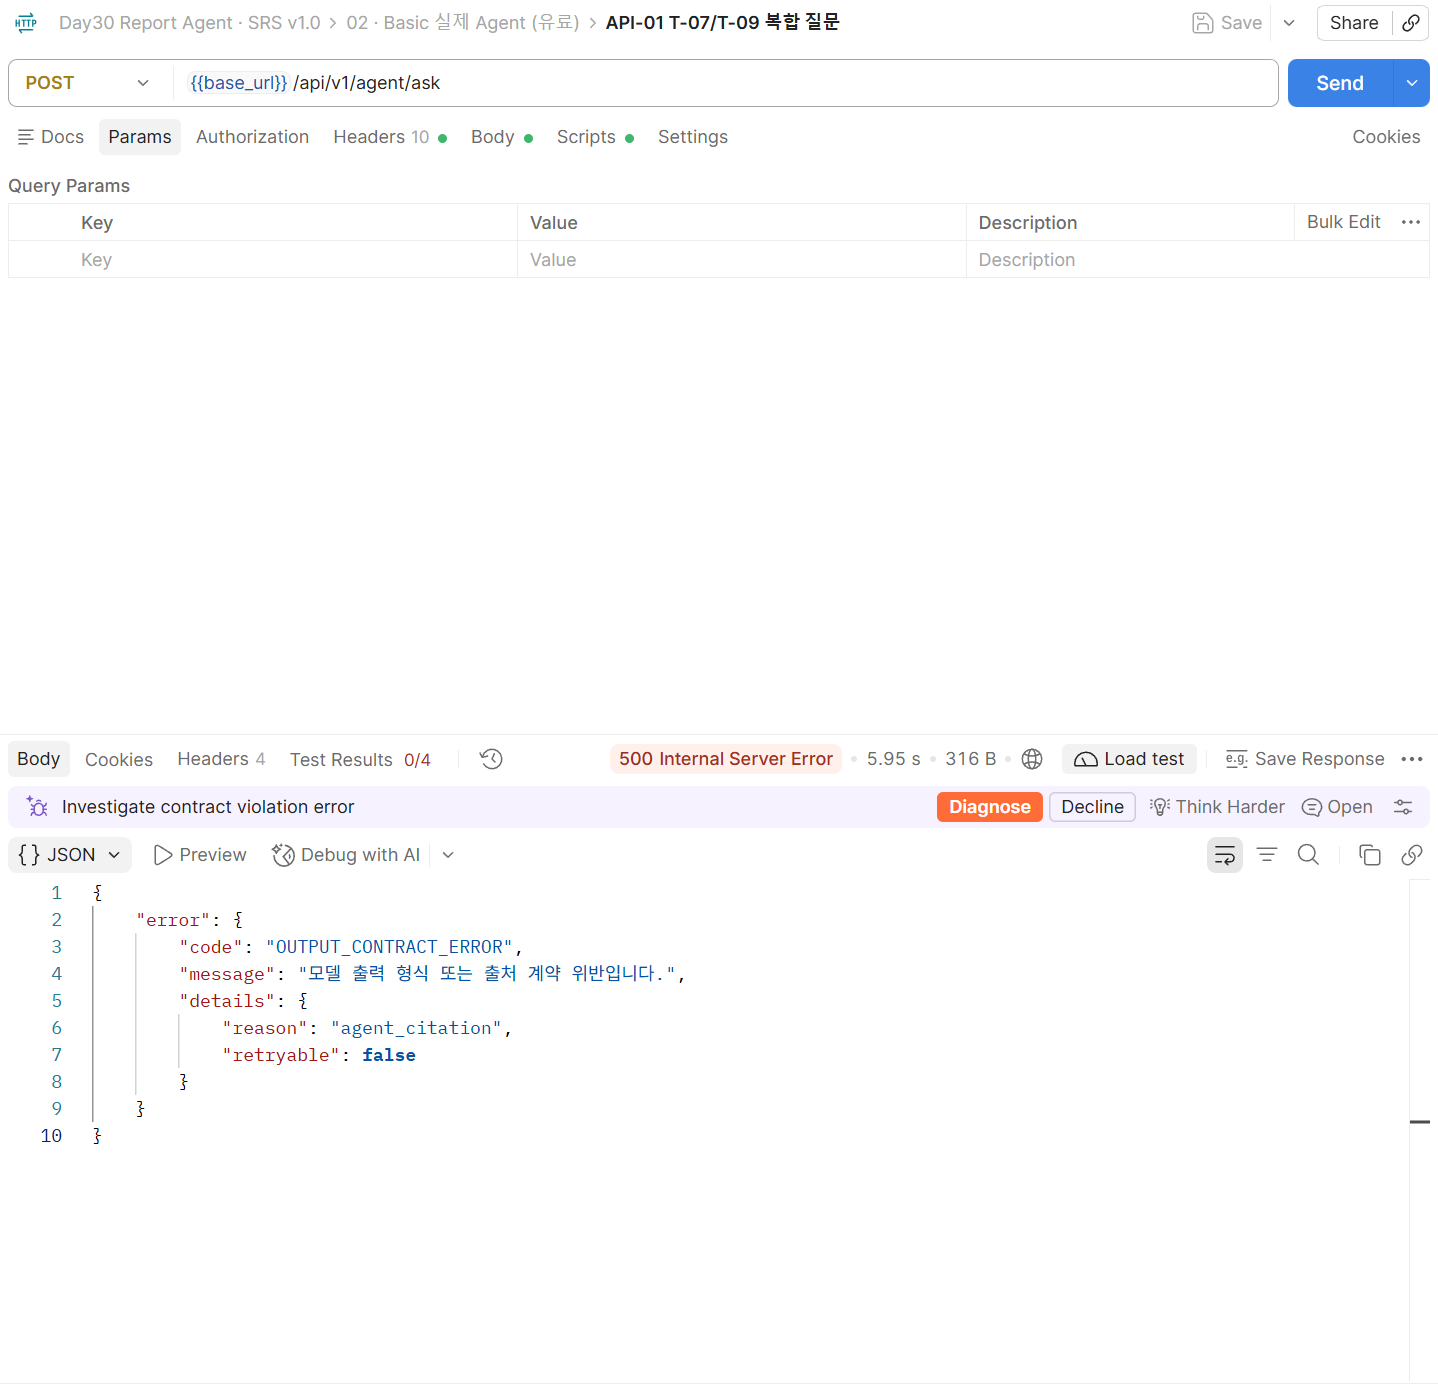 HTTP Day30 Report Agent · SRS v1.0 > 02 · Basic 실제 Agent (유료) > API-01 T-07/T-09 복합 질문 Save Share
POST {{base_url}} /api/v1/agent/ask Send
Docs Params Authorization Headers 10 Body Scripts Settings Cookies
Query Params
Key Value Description Bulk Edit
Key Value Description
Body Cookies Headers 4 Test Results 0/4 500 Internal Server Error 5.95 s 316 B Load test e.g. Save Response
Investigate contract violation error Diagnose Decline Think Harder Open
{ } JSON Preview Debug with AI
1 {
2 "error": {
3 "code": "OUTPUT_CONTRACT_ERROR",
4 "message": "모델 출력 형식 또는 출처 계약 위반입니다.",
5 "details": {
6 "reason": "agent_citation",
7 "retryable": false
8 }
9 }
10 }